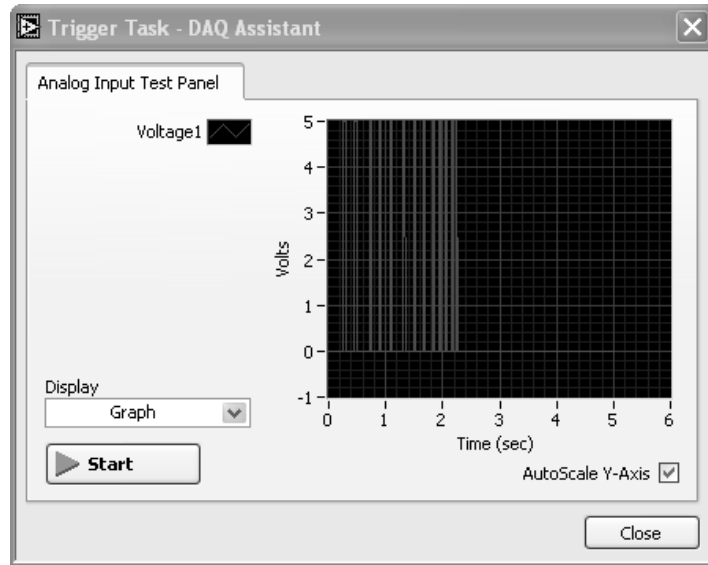 Trigger Task - DAQ Assistant
Analog Input Test Panel
Voltage1
5
4
3
2
1
0
-1
Volts
0 1 2 3 4 5 6
Time (sec)
Display
Graph
Start
AutoScale Y-Axis
Close